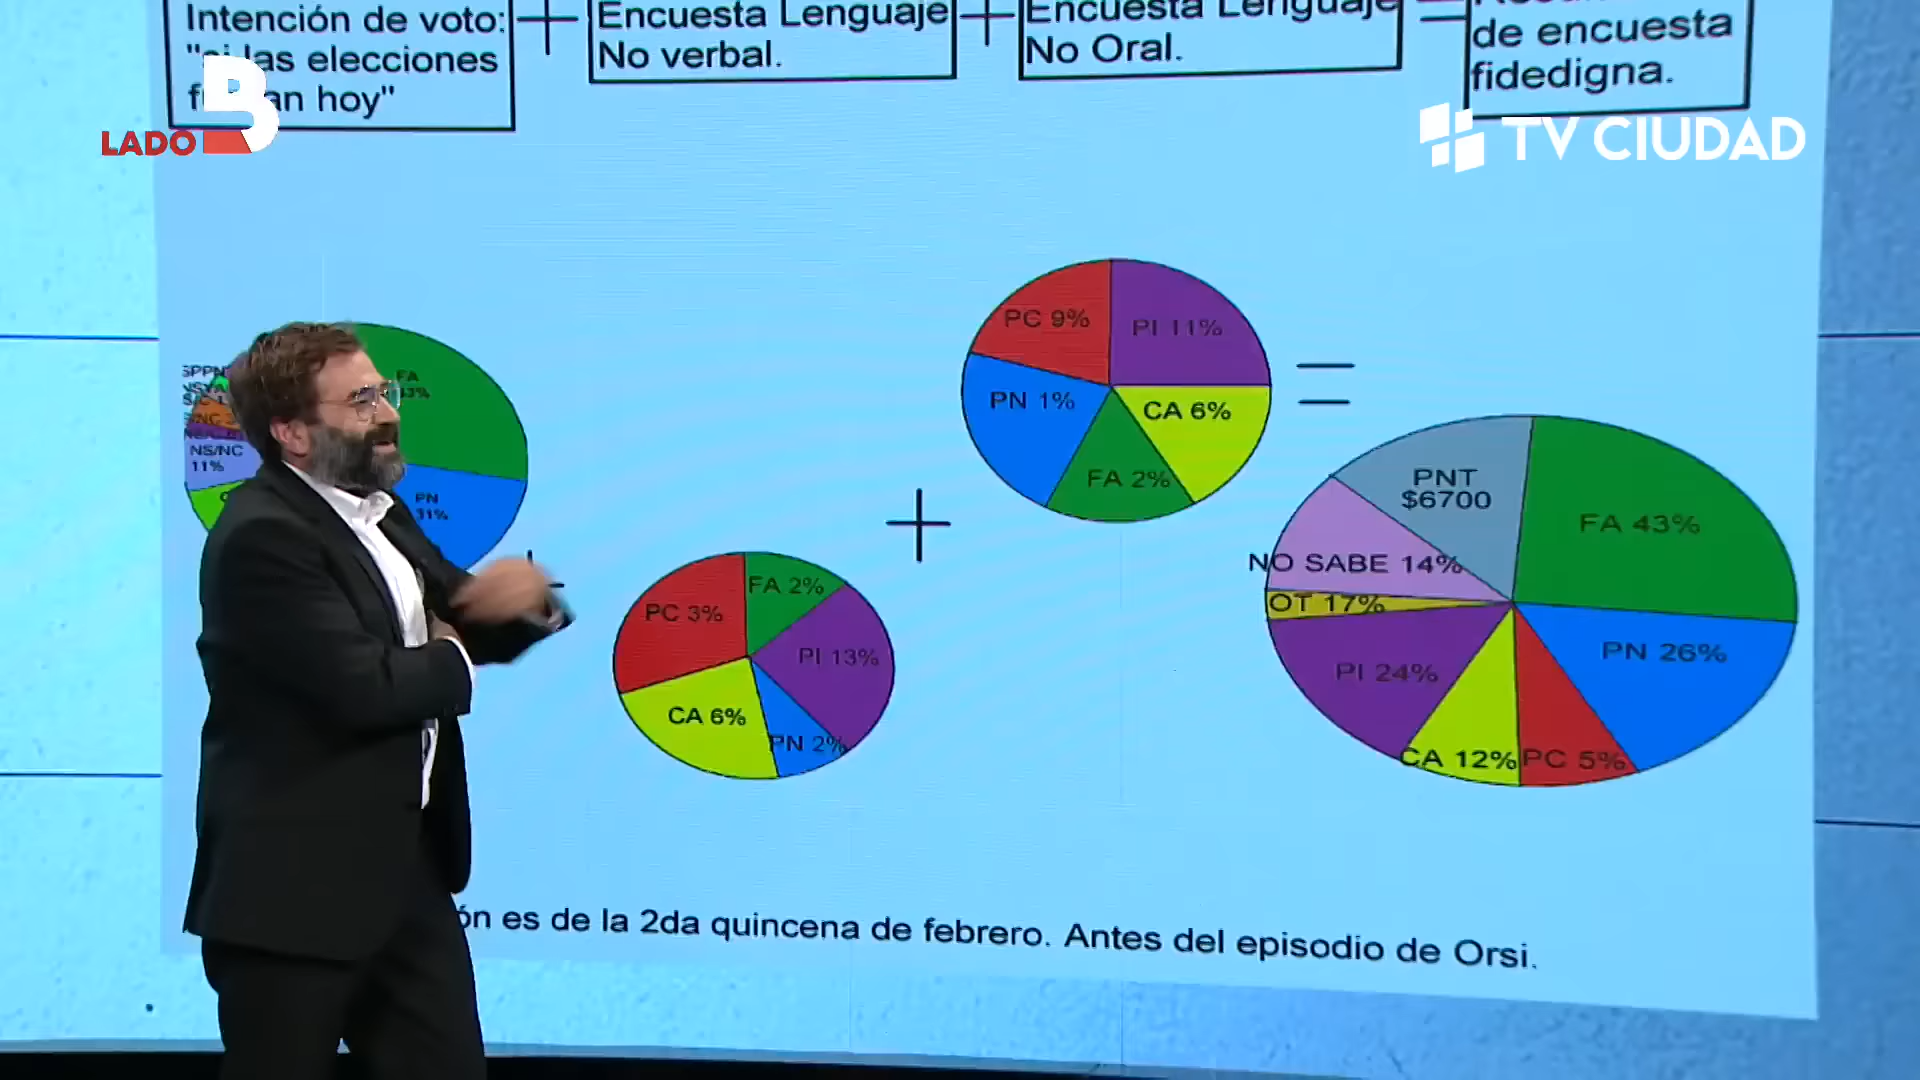 Intención de voto:
"si las elecciones
an hoy"
Encuesta Lenguaje
No verbal.
Encuesta Lenguaje
No Oral.
de encuesta
fidedigna.
LADO B
TV CIUDAD
FA
PN
31%
NS/NC
11%
PC 3%
FA 2%
PI 13%
CA 6%
PN 2%
PC 9%
PI 11%
PN 1%
CA 6%
FA 2%
PNT
$6700
FA 43%
NO SABE 14%
OT 17%
PN 26%
PI 24%
CA 12%
PC 5%
ón es de la 2da quincena de febrero. Antes del episodio de Orsi.